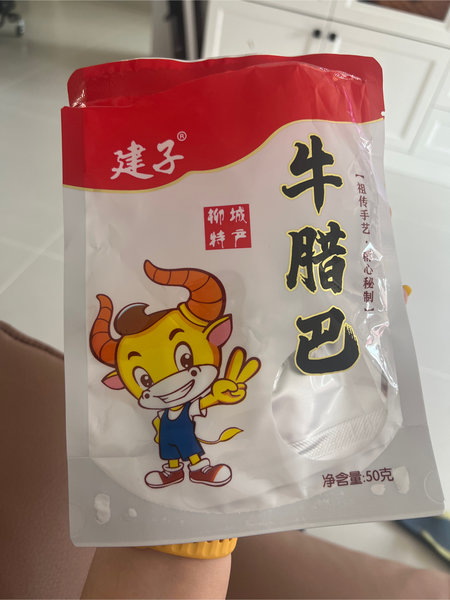 建子®
柳城
特产
牛腊巴
【祖传手艺·核心秘制】
净含量:50克